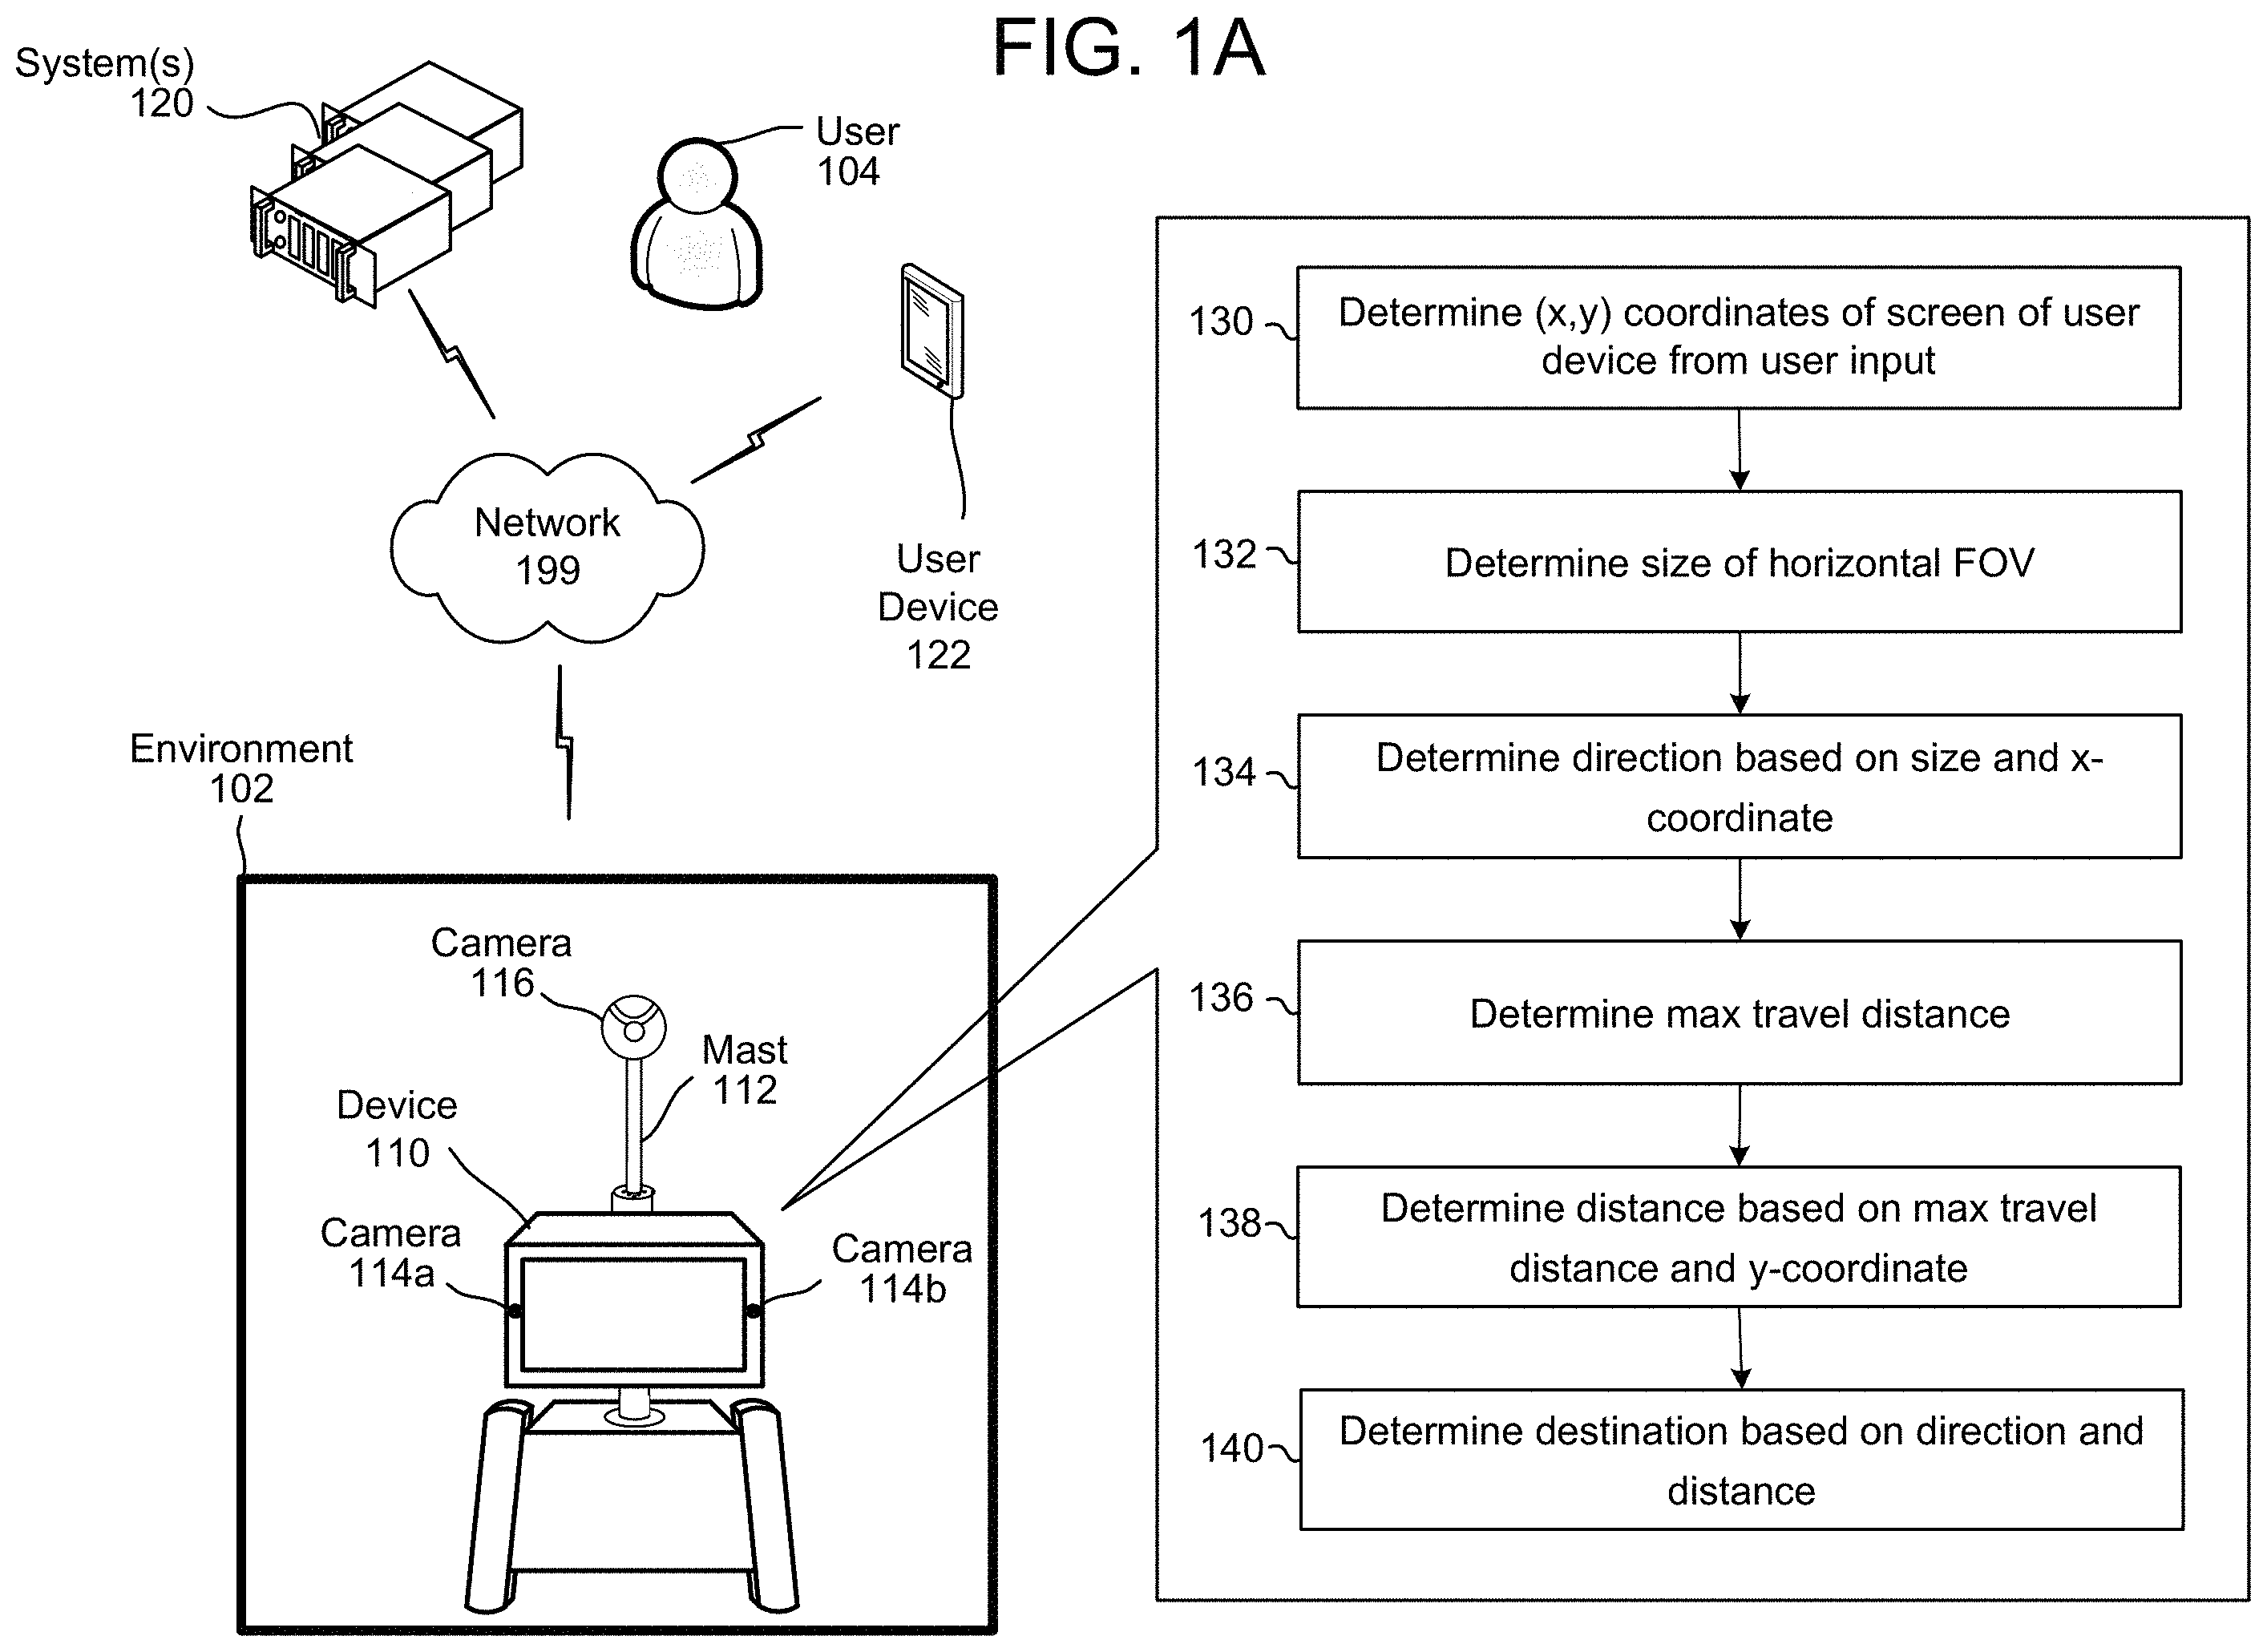 FIG. 1A
System(s)
120
User
104
User
Device
122
Network
199
Environment
102
Camera
116
Mast
112
Device
110
Camera
114a
Camera
114b
130
Determine (x,y) coordinates of screen of user
device from user input
132
Determine size of horizontal FOV
134
Determine direction based on size and x-
coordinate
136
Determine max travel distance
138
Determine distance based on max travel
distance and y-coordinate
140
Determine destination based on direction and
distance